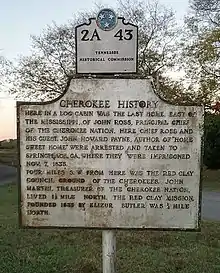 2A 43
TENNESSEE
HISTORICAL COMMISSION
CHEROKEE HISTORY
HERE IN A LOG CABIN WAS THE LAST HOME, EAST OF
THE MISSISSIPPI, OF JOHN ROSS, PRINCIPAL CHIEF
OF THE CHEROKEE NATION. HERE CHIEF ROSS AND
HIS GUEST, JOHN HOWARD PAYNE, AUTHOR OF 'HOME
SWEET HOME' WERE ARRESTED AND TAKEN TO
SPRINGPLACE, GA. WHERE THEY WERE IMPRISONED
NOV. 7, 1835.
FOUR MILES S.W. FROM HERE WAS THE RED CLAY
COUNCIL GROUND OF THE CHEROKEES. JOHN
MARTIN, TREASURER OF THE CHEROKEE NATION,
LIVED MILE NORTH. THE RED CLAY MISSION,
FOUNDED 1835 BY ELIZUR BUTLER, WAS ½ MILE
NORTH.